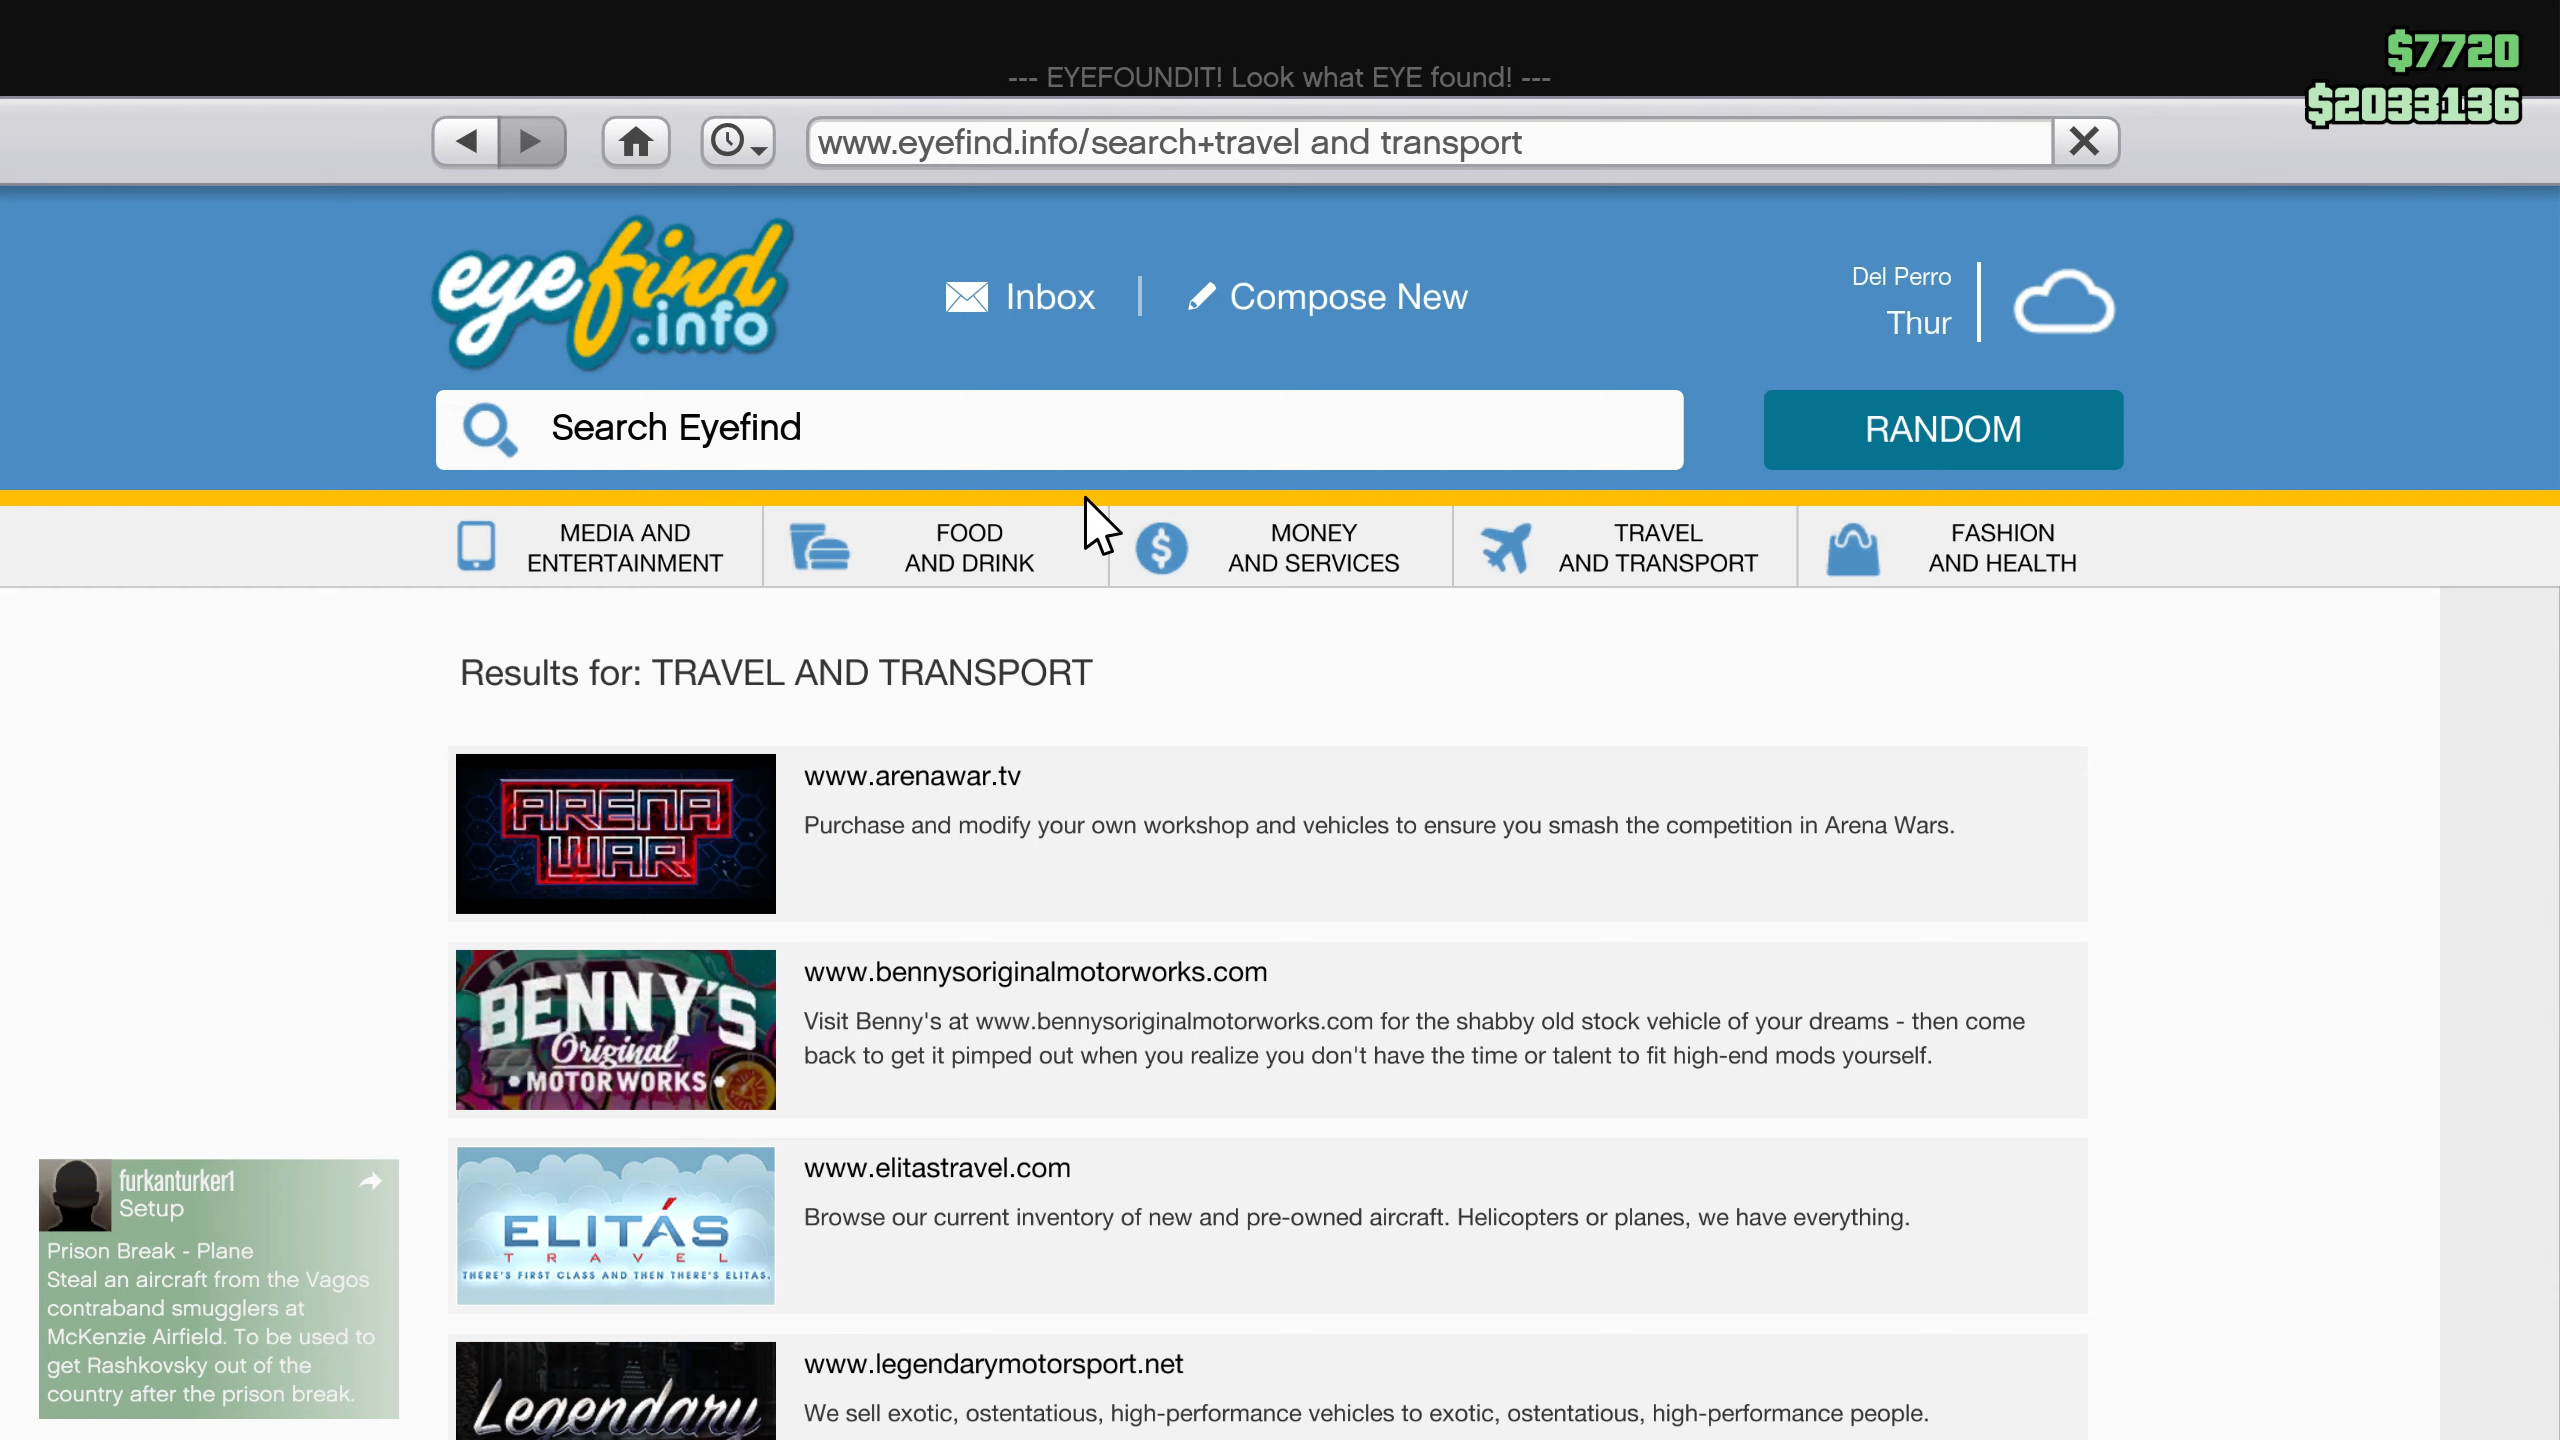 $7720
--- EYEFOUNDIT! Look what EYE found! ---
$2033136
www.eyefind.info/search+travel and transport
eyefind
.info
Inbox
Compose New
Del Perro
Thur
Search Eyefind
RANDOM
MEDIA AND
ENTERTAINMENT
FOOD
AND DRINK
MONEY
AND SERVICES
TRAVEL
AND TRANSPORT
FASHION
AND HEALTH
Results for: TRAVEL AND TRANSPORT
ARENA
WAR
www.arenawar.tv
Purchase and modify your own workshop and vehicles to ensure you smash the competition in Arena Wars.
BENNY'S
Original
MOTOR WORKS
www.bennysoriginalmotorworks.com
Visit Benny's at www.bennysoriginalmotorworks.com for the shabby old stock vehicle of your dreams - then come
back to get it pimped out when you realize you don't have the time or talent to fit high-end mods yourself.
ELITÁS
TRAVEL
THERE'S FIRST CLASS AND THEN THERE'S ELITAS.
www.elitastravel.com
Browse our current inventory of new and pre-owned aircraft. Helicopters or planes, we have everything.
Legendary
www.legendarymotorsport.net
We sell exotic, ostentatious, high-performance vehicles to exotic, ostentatious, high-performance people.
furkanturker1
Setup
Prison Break - Plane
Steal an aircraft from the Vagos
contraband smugglers at
McKenzie Airfield. To be used to
get Rashkovsky out of the
country after the prison break.